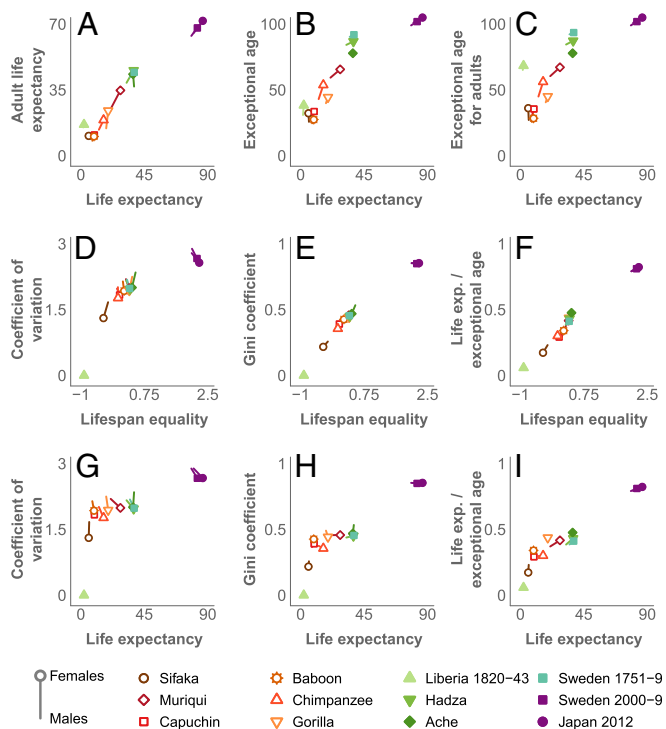 A
B
C
Adult life
expectancy
70
35
0
0
45
90
Life expectancy
Exceptional age
100
50
0
0
45
90
Life expectancy
Exceptional age
for adults
100
50
0
0
45
90
Life expectancy
D
E
F
Coefficient of
variation
3
1.5
0
−1
0.75
2.5
Lifespan equality
Gini coefficient
1
0.5
0
−1
0.75
2.5
Lifespan equality
Life exp. /
exceptional age
1
0.5
0
−1
0.75
2.5
Lifespan equality
G
H
I
Coefficient of
variation
3
1.5
0
0
45
90
Life expectancy
Gini coefficient
1
0.5
0
0
45
90
Life expectancy
Life exp. /
exceptional age
1
0.5
0
0
45
90
Life expectancy
Females
Males
Sifaka
Muriqui
Capuchin
Baboon
Chimpanzee
Gorilla
Liberia 1820−43
Hadza
Ache
Sweden 1751−9
Sweden 2000−9
Japan 2012